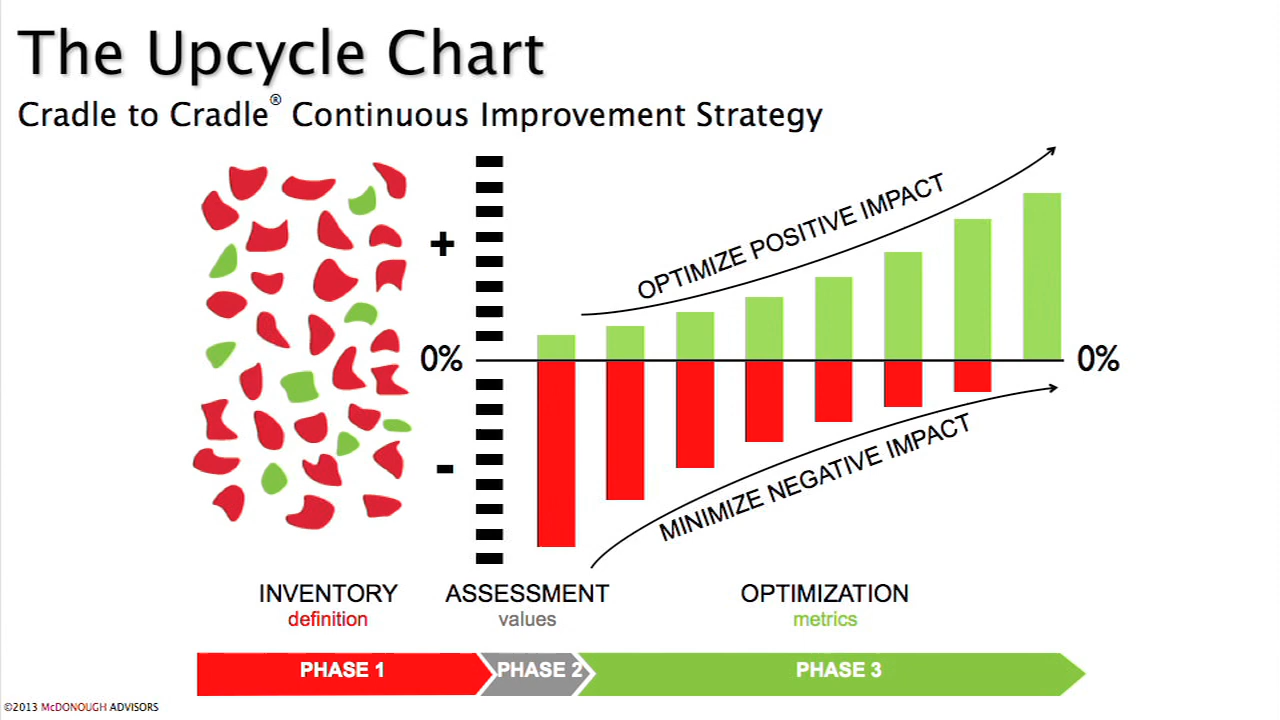 The Upcycle Chart
Cradle to Cradle® Continuous Improvement Strategy
+
OPTIMIZE POSITIVE IMPACT
0%
0%
-
MINIMIZE NEGATIVE IMPACT
INVENTORY
definition
ASSESSMENT
values
OPTIMIZATION
metrics
PHASE 1
PHASE 2
PHASE 3
©2013 McDONOUGH ADVISORS